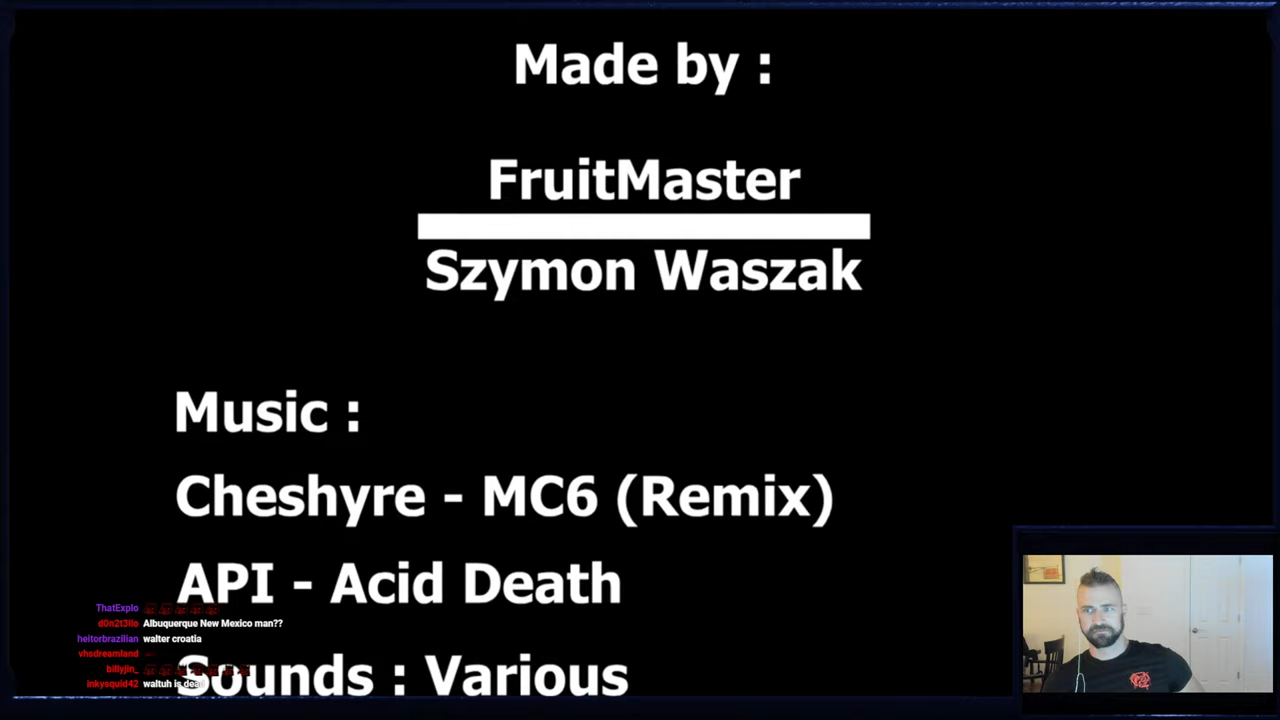 Made by :
FruitMaster
Szymon Waszak
Music :
Cheshyre - MC6 (Remix)
API - Acid Death
Sounds : Various
ThatExplo
d0n2t3llo Albuquerque New Mexico man??
heitorbrazilian walter croatia
vhsdreamland
billyjin_
inkysquid42 waltuh is dead